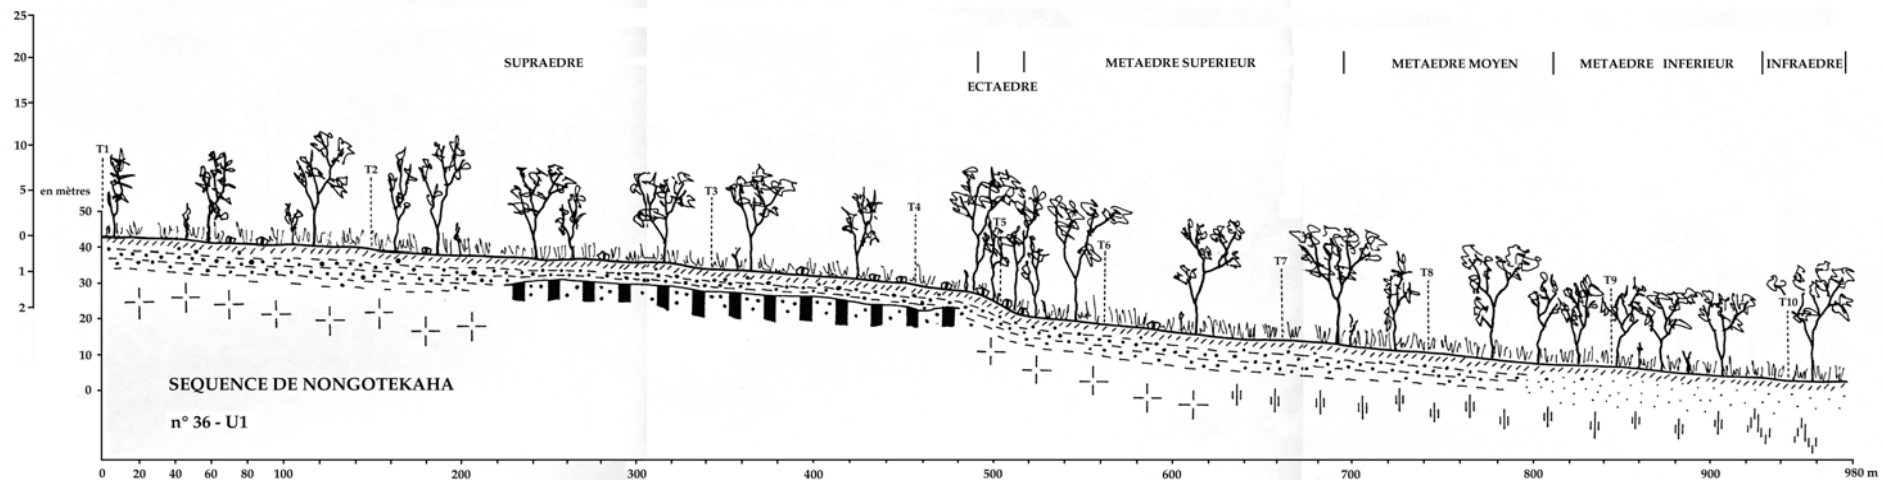 25
20
15
10
5
0
1
2
en mètres
50
40
30
20
10
0
SUPRAEDRE
ECTAEDRE
METAEDRE SUPERIEUR
METAEDRE MOYEN
METAEDRE INFERIEUR
INFRAEDRE
T1
T2
T3
T4
T5
T6
T7
T8
T9
T10
SEQUENCE DE NONGOTEKAHA
n° 36 - U1
0 20 40 60 80 100 200 300 400 500 600 700 800 900 980 m